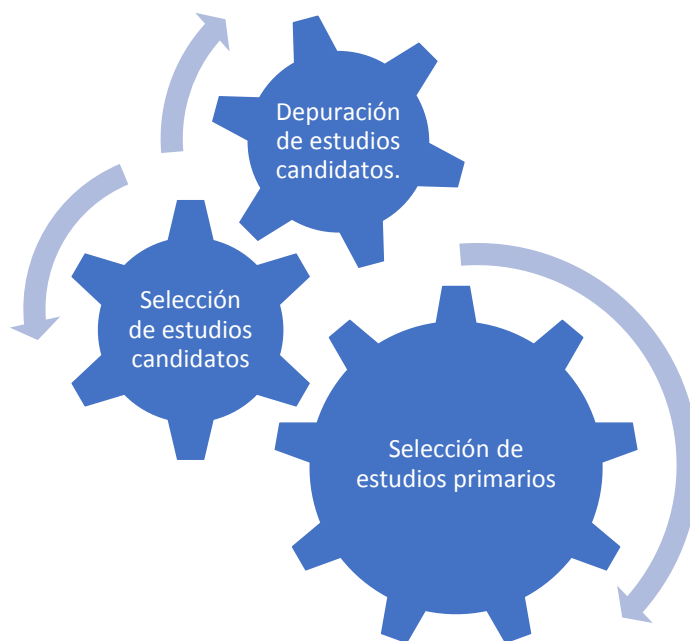 Depuración
de estudios
candidatos.
Selección
de estudios
candidatos
Selección de
estudios primarios